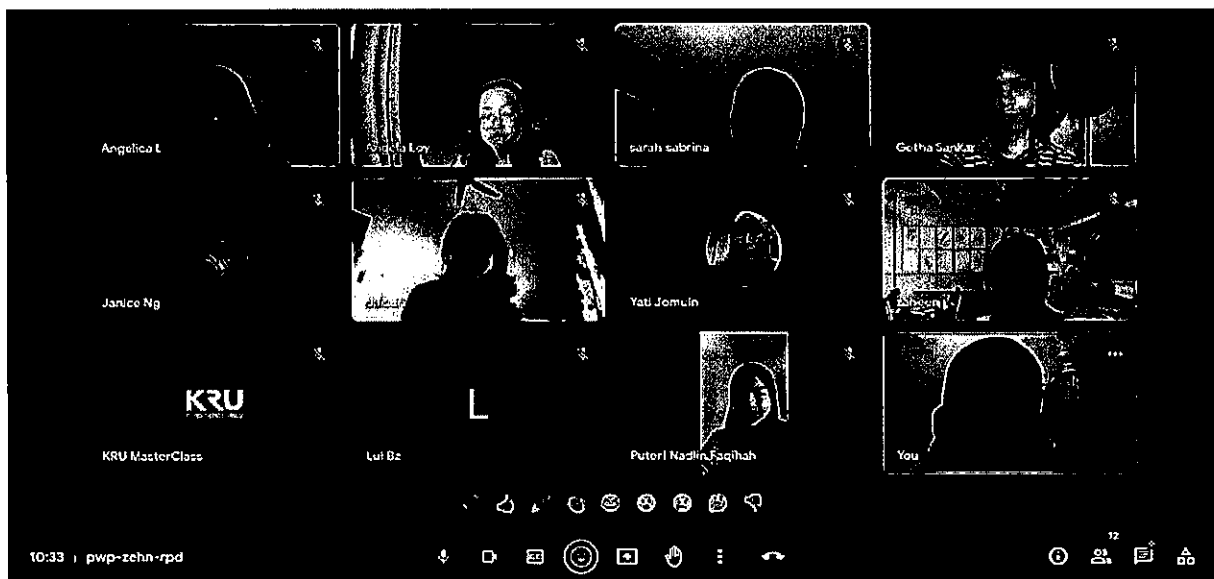 Angelica L
Angela Loy
sarah sabrina
Getha Sankar
Janice Ng
Yati Jomuin
KRU
KRU MasterClass
L
Lui Bz
Puteri Nadlin Faqihah
You
10:33 | pwp-zehn-rpd
12